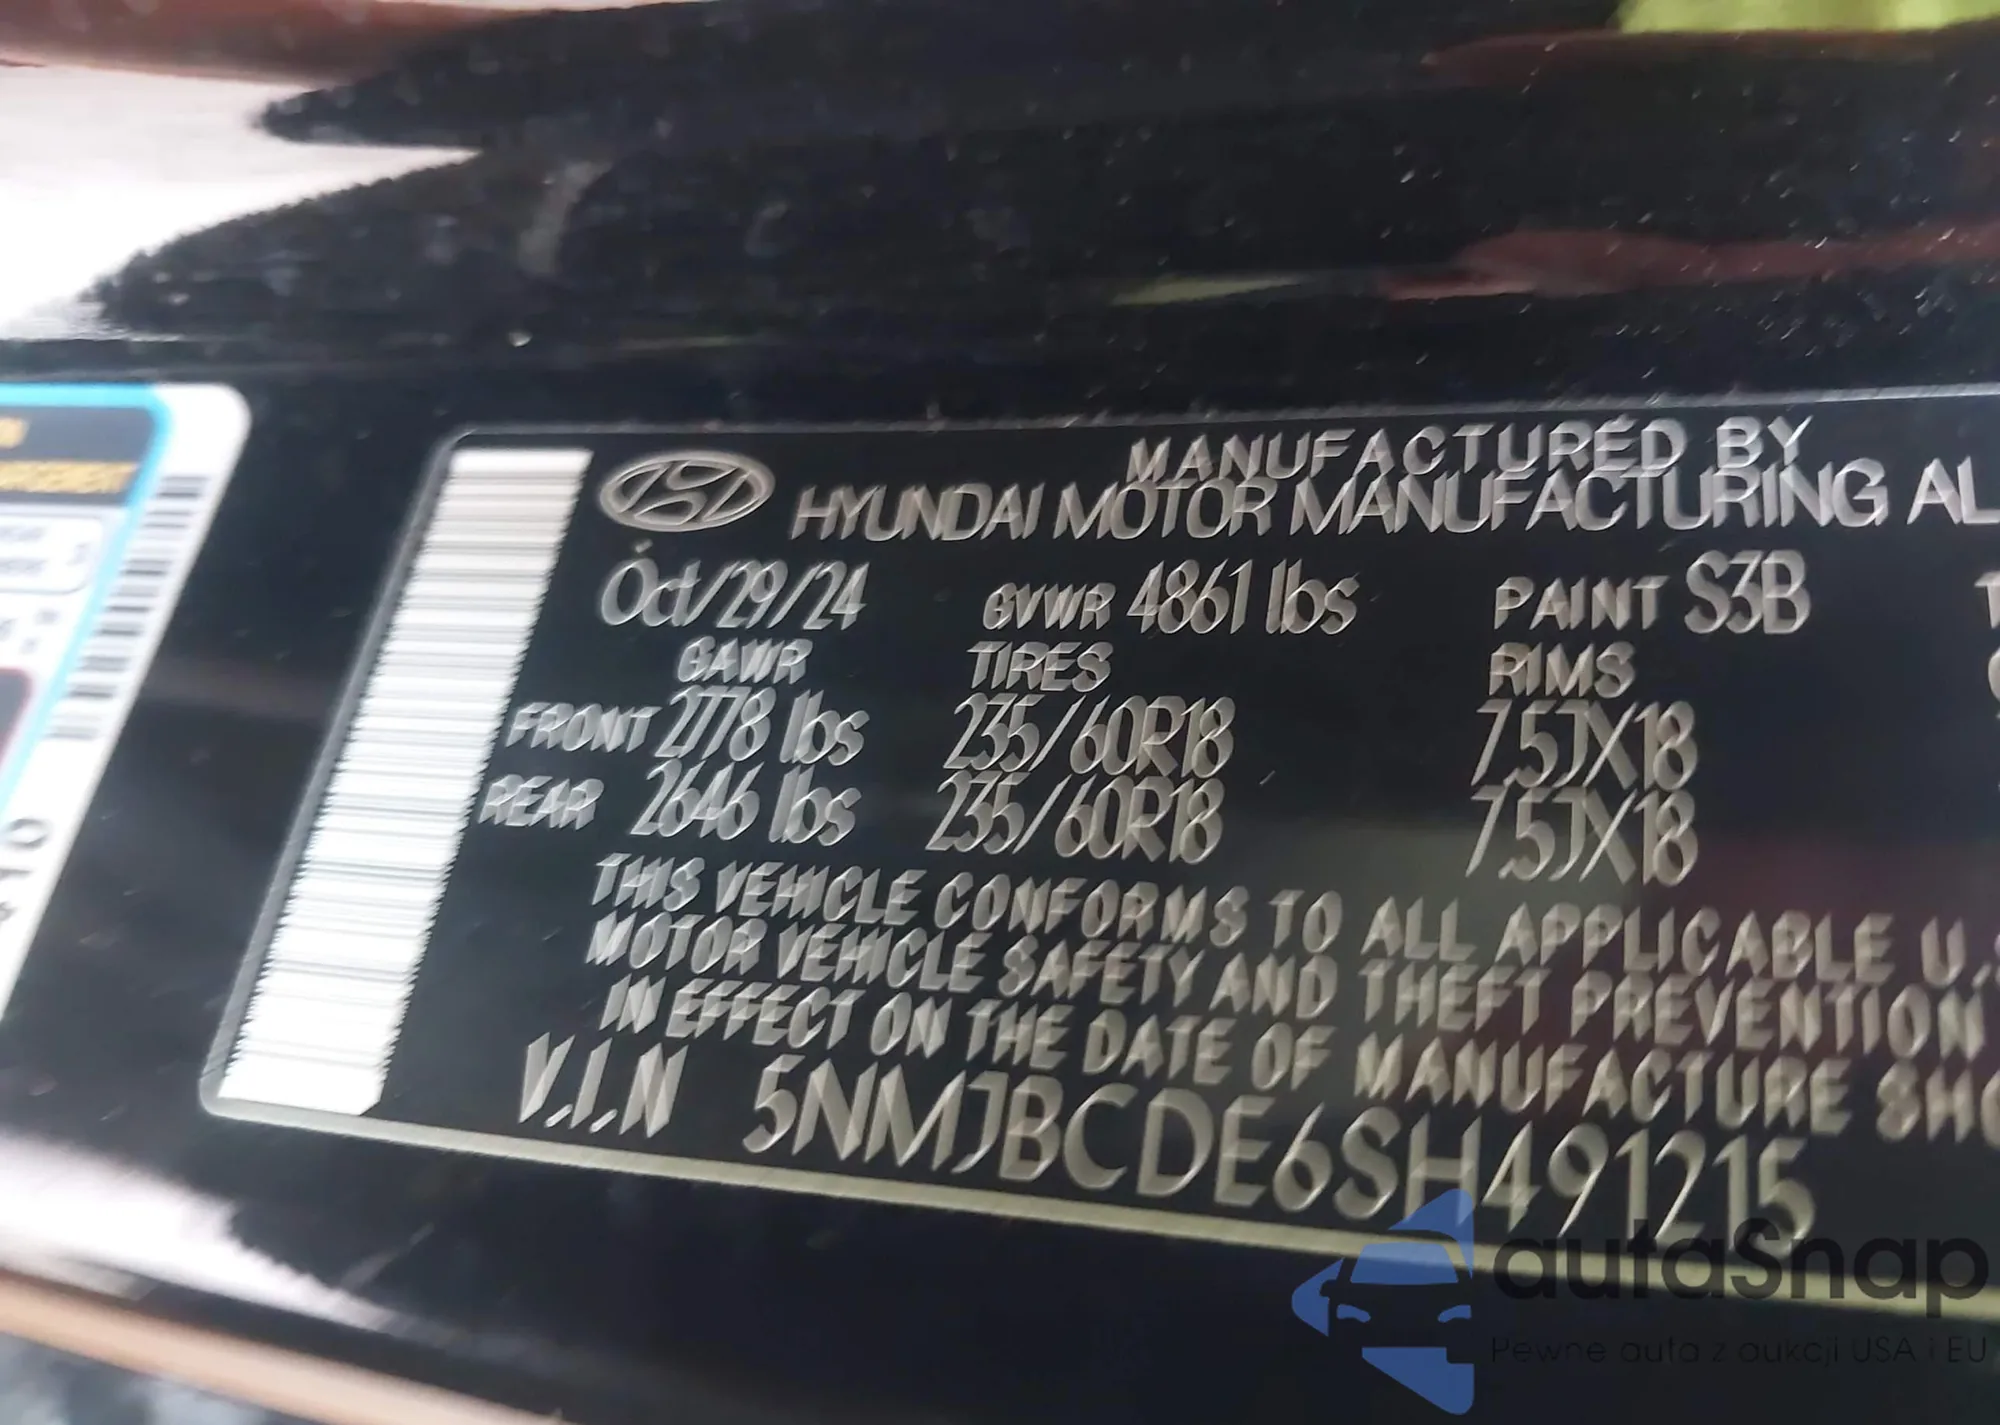 MANUFACTURED BY
HYUNDAI MOTOR MANUFACTURING AL
Oct/29/24 GVWR 4861 lbs PAINT S3B
GAWR TIRES RIMS
FRONT 2778 lbs 235/60R18 7.5JX18
REAR 2646 lbs 235/60R18 7.5JX18
THIS VEHICLE CONFORMS TO ALL APPLICABLE U.S
MOTOR VEHICLE SAFETY AND THEFT PREVENTION
IN EFFECT ON THE DATE OF MANUFACTURE SHO
V.I.N 5NMJBCDE6SH491215
autaSnap
Pewne auta z aukcji USA i EU